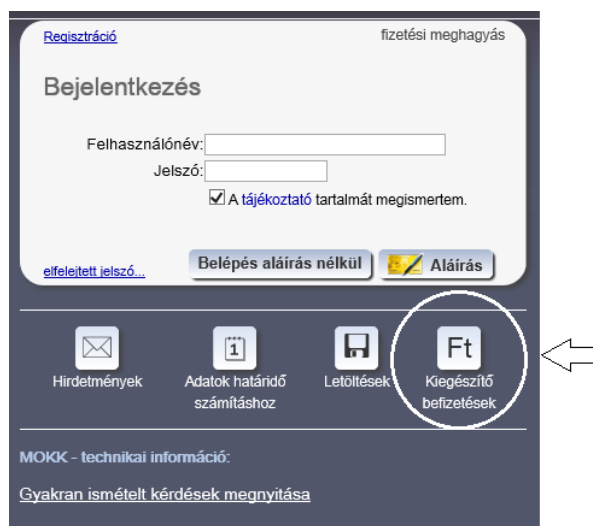 Regisztráció
fizetési meghagyás
Bejelentkezés
Felhasználónév:
Jelszó:
A tájékoztató tartalmát megismertem.
elfelejtett jelszó...
Belépés aláírás nélkül
Aláírás
1
Ft
Hirdetmények
Adatok határidő
számításhoz
Letöltések
Kiegészítő
befizetések
MOKK - technikai információ:
Gyakran ismételt kérdések megnyitása